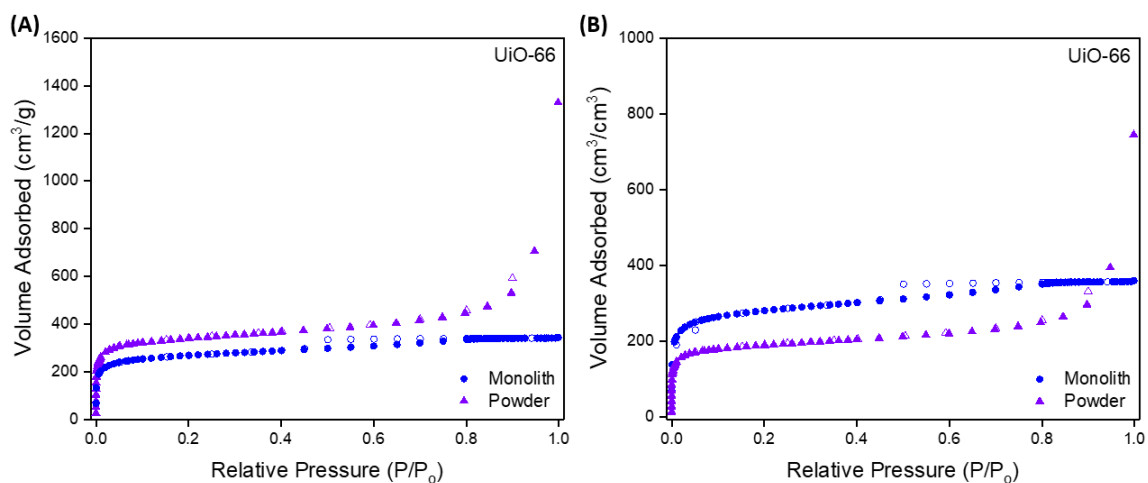 (A)
UiO-66
Volume Adsorbed (cm³/g)
1600
1400
1200
1000
800
600
400
200
0
Monolith
Powder
0.0 0.2 0.4 0.6 0.8 1.0
Relative Pressure (P/Pₒ)
(B)
UiO-66
Volume Adsorbed (cm³/cm³)
1000
800
600
400
200
0
Monolith
Powder
0.0 0.2 0.4 0.6 0.8 1.0
Relative Pressure (P/Pₒ)